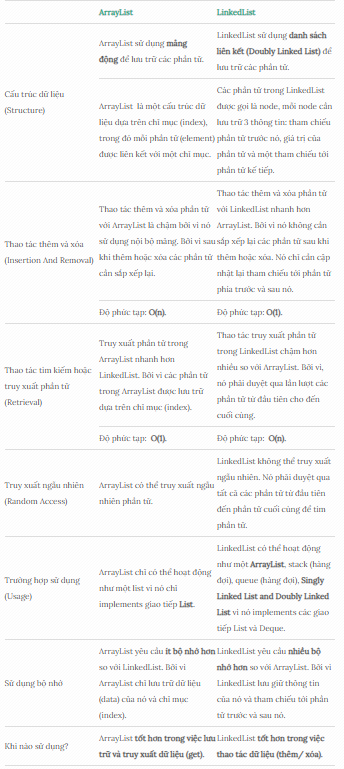 ArrayList LinkedList
Cấu trúc dữ liệu
(Structure)
ArrayList sử dụng mảng
động để lưu trữ các phần tử.
LinkedList sử dụng danh sách
liên kết (Doubly Linked List) để
lưu trữ các phần tử.
ArrayList là một cấu trúc dữ
liệu dựa trên chỉ mục (index),
trong đó mỗi phần tử (element)
được liên kết với một chỉ mục.
Các phần tử trong LinkedList
được gọi là node, mỗi node cần
lưu trữ 3 thông tin: tham chiếu
phần tử trước nó, giá trị của
phần tử và một tham chiếu tới
phần tử kế tiếp.
Thao tác thêm và xóa
(Insertion And Removal)
Thao tác thêm và xóa phần tử
với ArrayList là chậm bởi vì nó
sử dụng nội bộ mảng. Bởi vì sau
khi thêm hoặc xóa các phần tử
cần sắp xếp lại.
Thao tác thêm và xóa phần tử
với LinkedList nhanh hơn
ArrayList. Bởi vì nó không cần
sắp xếp lại các phần tử sau khi
thêm hoặc xóa. Nó chỉ cần cập
nhật lại tham chiếu tới phần tử
phía trước và sau nó.
Độ phức tạp: O(n).
Độ phức tạp: O(1).
Thao tác tìm kiếm hoặc
truy xuất phần tử
(Retrieval)
Truy xuất phần tử trong
ArrayList nhanh hơn
LinkedList. Bởi vì các phần tử
trong ArrayList được lưu trữ
dựa trên chỉ mục (index).
Thao tác truy xuất phần tử
trong LinkedList chậm hơn
nhiều so với ArrayList. Bởi vì,
nó phải duyệt qua lần lượt các
phần tử từ đầu tiên cho đến
cuối cùng.
Độ phức tạp: O(1).
Độ phức tạp: O(n).
Truy xuất ngẫu nhiên
(Random Access)
ArrayList có thể truy xuất ngẫu
nhiên phần tử.
LinkedList không thể truy xuất
ngẫu nhiên. Nó phải duyệt qua
tất cả các phần tử từ đầu tiên
đến phần tử cuối cùng để tìm
phần tử.
Trường hợp sử dụng
(Usage)
ArrayList chỉ có thể hoạt động
như một list vì nó chỉ
implements giao tiếp List.
LinkedList có thể hoạt động
như một ArrayList, stack (hàng
đợi), queue (hàng đợi), Singly
Linked List and Doubly Linked
List vì nó implements các giao
tiếp List và Deque.
Sử dụng bộ nhớ
ArrayList yêu cầu ít bộ nhớ hơn
so với LinkedList. Bởi vì
ArrayList chỉ lưu trữ dữ liệu
(data) của nó và chỉ mục
(index).
LinkedList yêu cầu nhiều bộ
nhớ hơn so với ArrayList. Bởi vì
LinkedList lưu giữ thông tin
của nó và tham chiếu tới phần
tử trước và sau nó.
Khi nào sử dụng?
ArrayList tốt hơn trong việc lưu
trữ và truy xuất dữ liệu (get).
LinkedList tốt hơn trong việc
thao tác dữ liệu (thêm/ xóa).